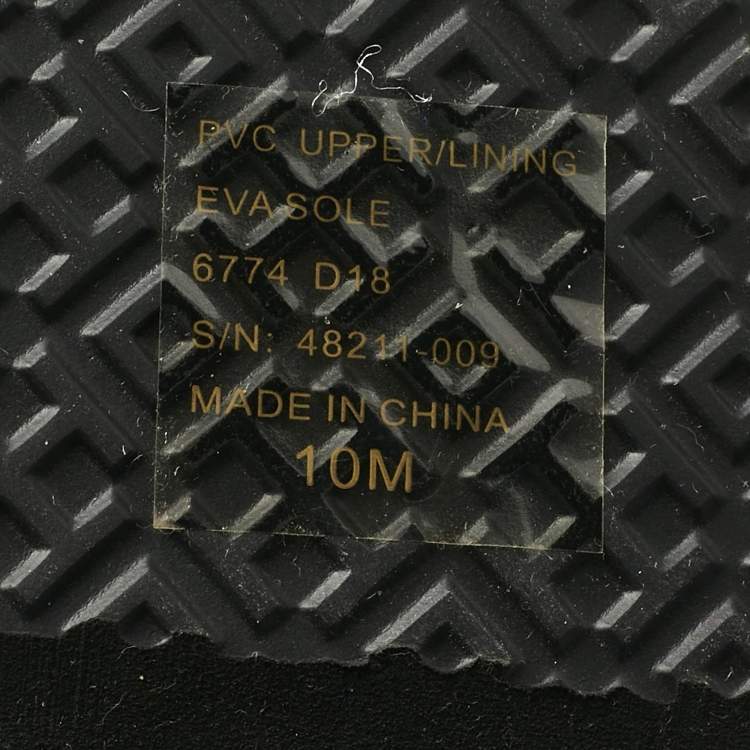 PVC UPPER/LINING
EVA SOLE
6774 D18
S/N: 48211-009
MADE IN CHINA
10M